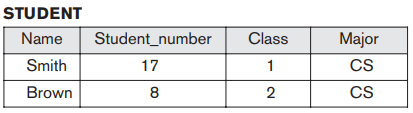 STUDENT
Name Student_number Class Major
Smith 17 1 CS
Brown 8 2 CS